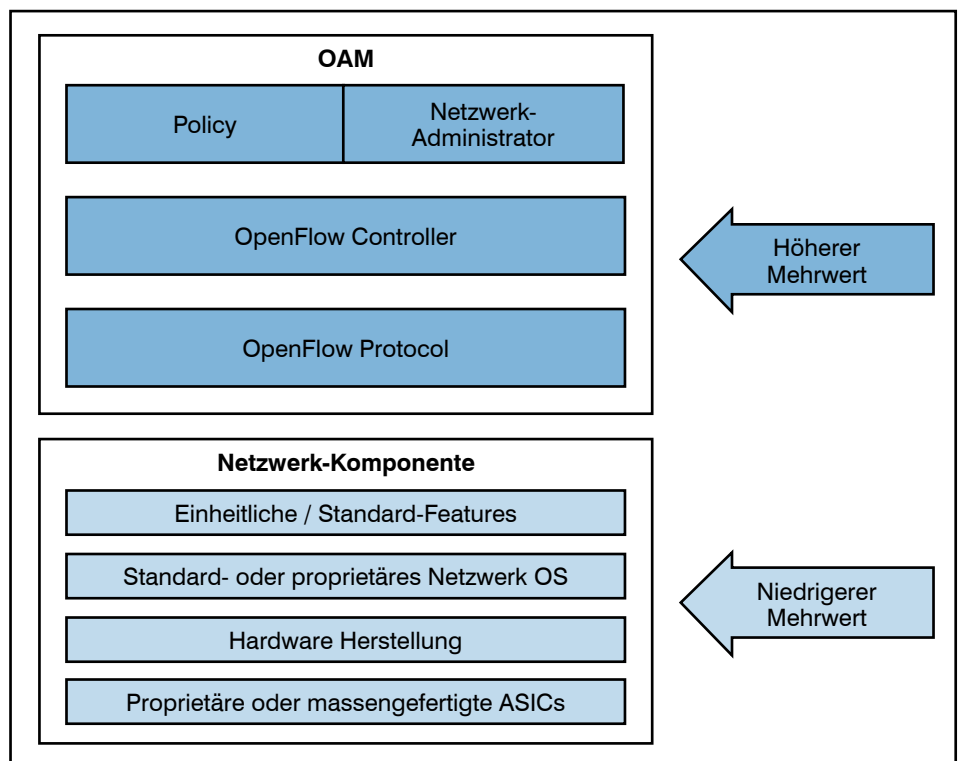 OAM
Policy
Netzwerk-
Administrator
OpenFlow Controller
Höherer
Mehrwert
OpenFlow Protocol
Netzwerk-Komponente
Einheitliche / Standard-Features
Standard- oder proprietäres Netzwerk OS
Niedrigerer
Mehrwert
Hardware Herstellung
Proprietäre oder massengefertigte ASICs